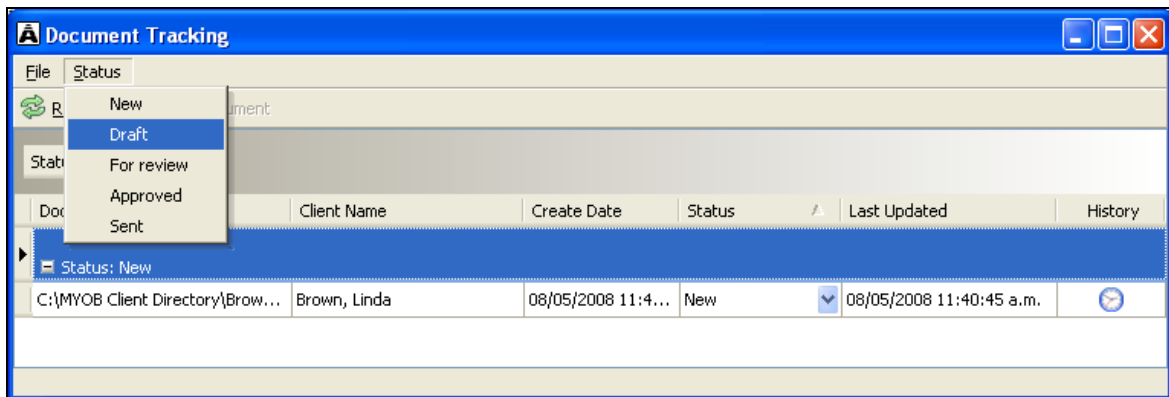 Document Tracking
File Status
New
Draft
For review
Approved
Sent
Client Name Create Date Status Last Updated History
Status: New
C:\MYOB Client Directory\Brow... Brown, Linda 08/05/2008 11:4... New 08/05/2008 11:40:45 a.m.